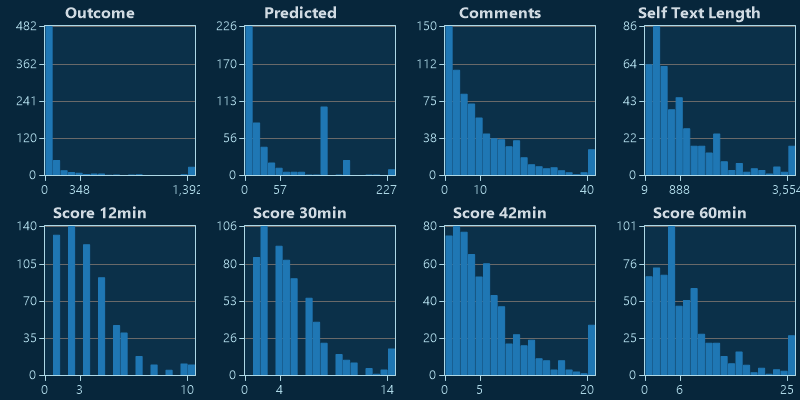 Outcome
482
362
241
120
0
0 348 1,392
Predicted
226
170
113
56
0
0 57 227
Comments
150
112
75
38
0
0 10 40
Self Text Length
86
64
43
22
0
9 888 3,554
Score 12min
140
105
70
35
0
0 3 10
Score 30min
106
80
53
26
0
0 4 14
Score 42min
80
60
40
20
0
0 5 20
Score 60min
101
76
50
25
0
0 6 25